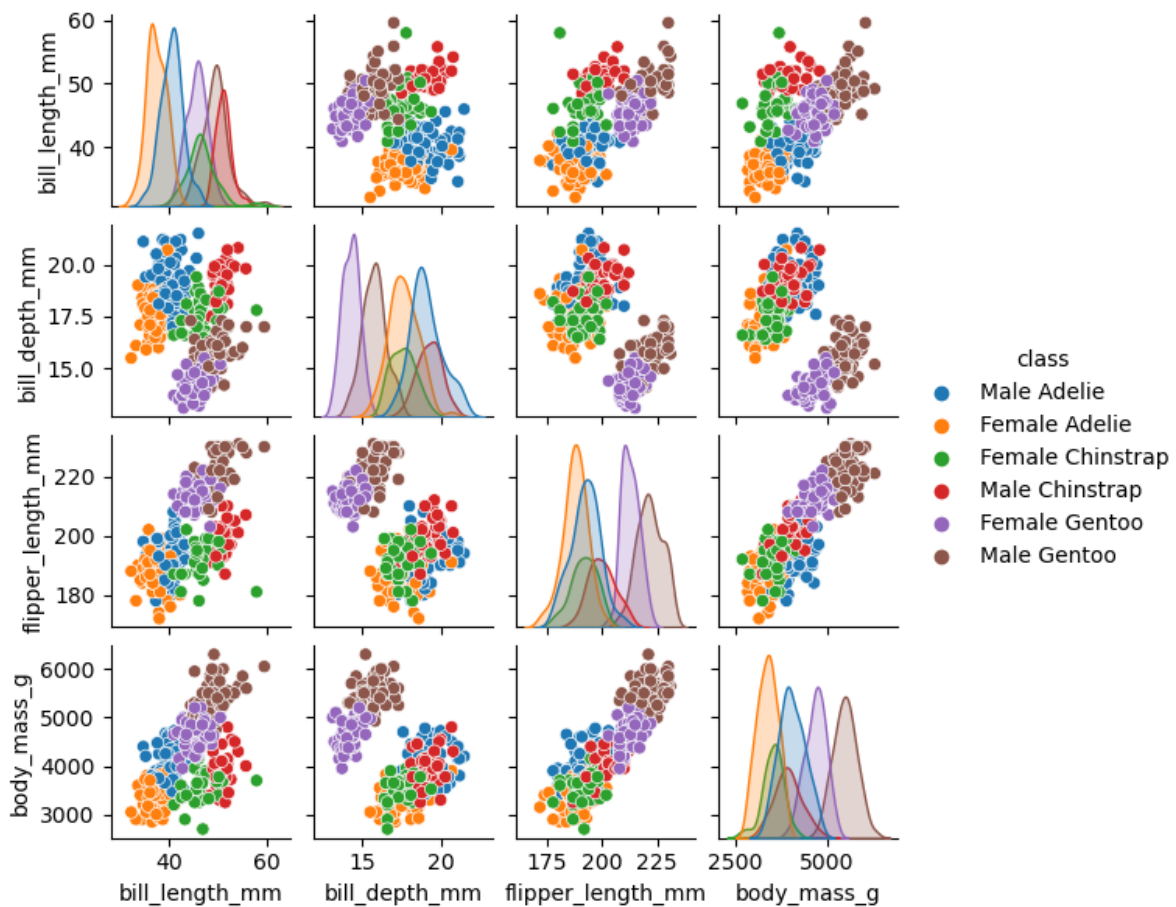 bill_length_mm
60
50
40
bill_depth_mm
20.0
17.5
15.0
flipper_length_mm
220
200
180
body_mass_g
6000
5000
4000
3000
40 60
15 20
175 200 225
2500 5000
bill_length_mm
bill_depth_mm
flipper_length_mm
body_mass_g
class
Male Adelie
Female Adelie
Female Chinstrap
Male Chinstrap
Female Gentoo
Male Gentoo